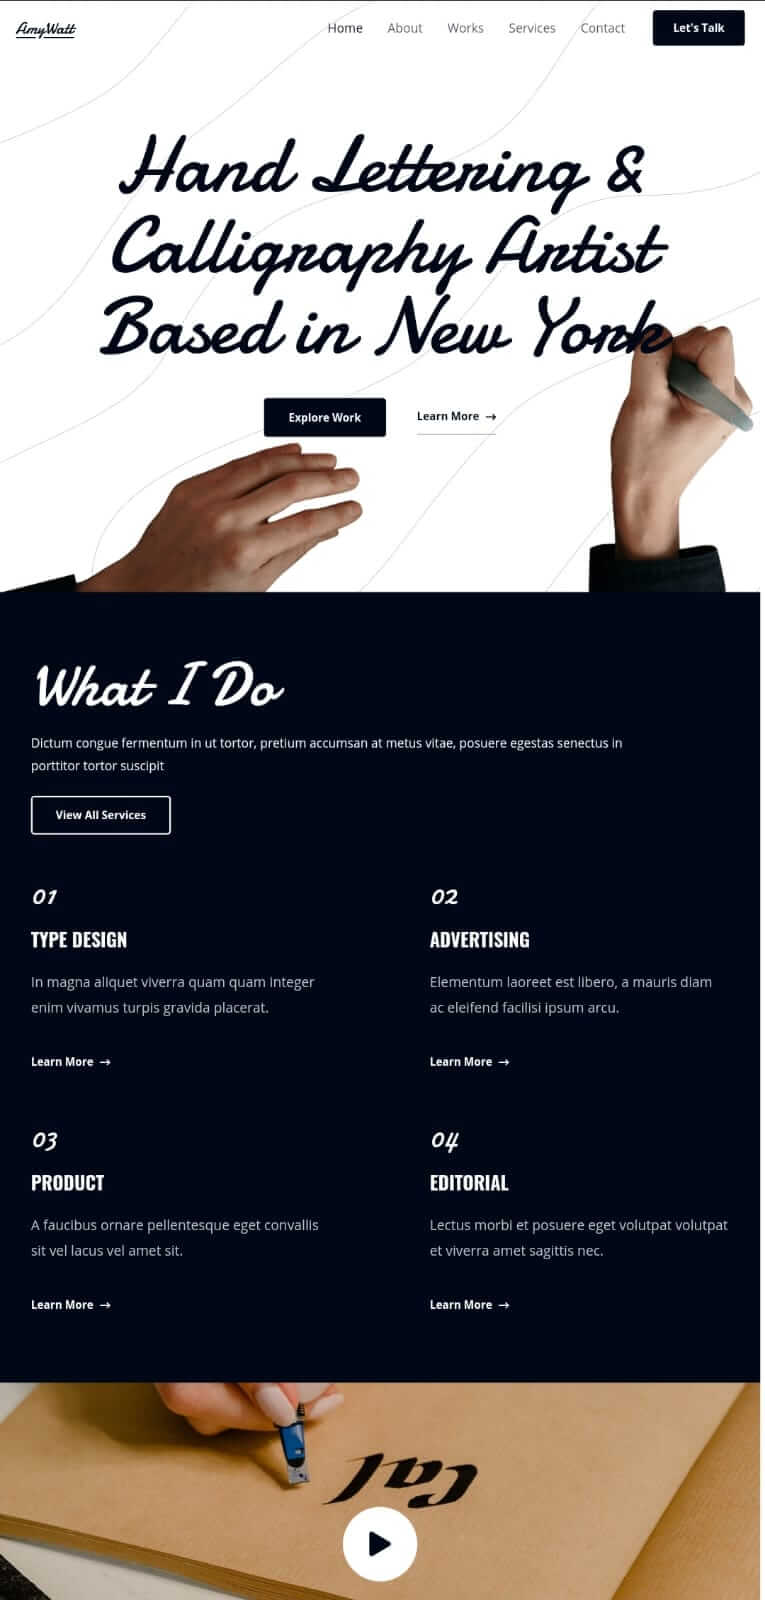 AmyWatt
Home About Works Services Contact Let's Talk
Hand Lettering &
Calligraphy Artist
Based in New York
Explore Work Learn More →
What I Do
Dictum congue fermentum in ut tortor, pretium accumsan at metus vitae, posuere egestas senectus in
porttitor tortor suscipit
View All Services
01
TYPE DESIGN
In magna aliquet viverra quam quam integer
enim vivamus turpis gravida placerat.
Learn More →
02
ADVERTISING
Elementum laoreet est libero, a mauris diam
ac eleifend facilisi ipsum arcu.
Learn More →
03
PRODUCT
A faucibus ornare pellentesque eget convallis
sit vel lacus vel amet sit.
Learn More →
04
EDITORIAL
Lectus morbi et posuere eget volutpat volutpat
et viverra amet sagittis nec.
Learn More →
Cal